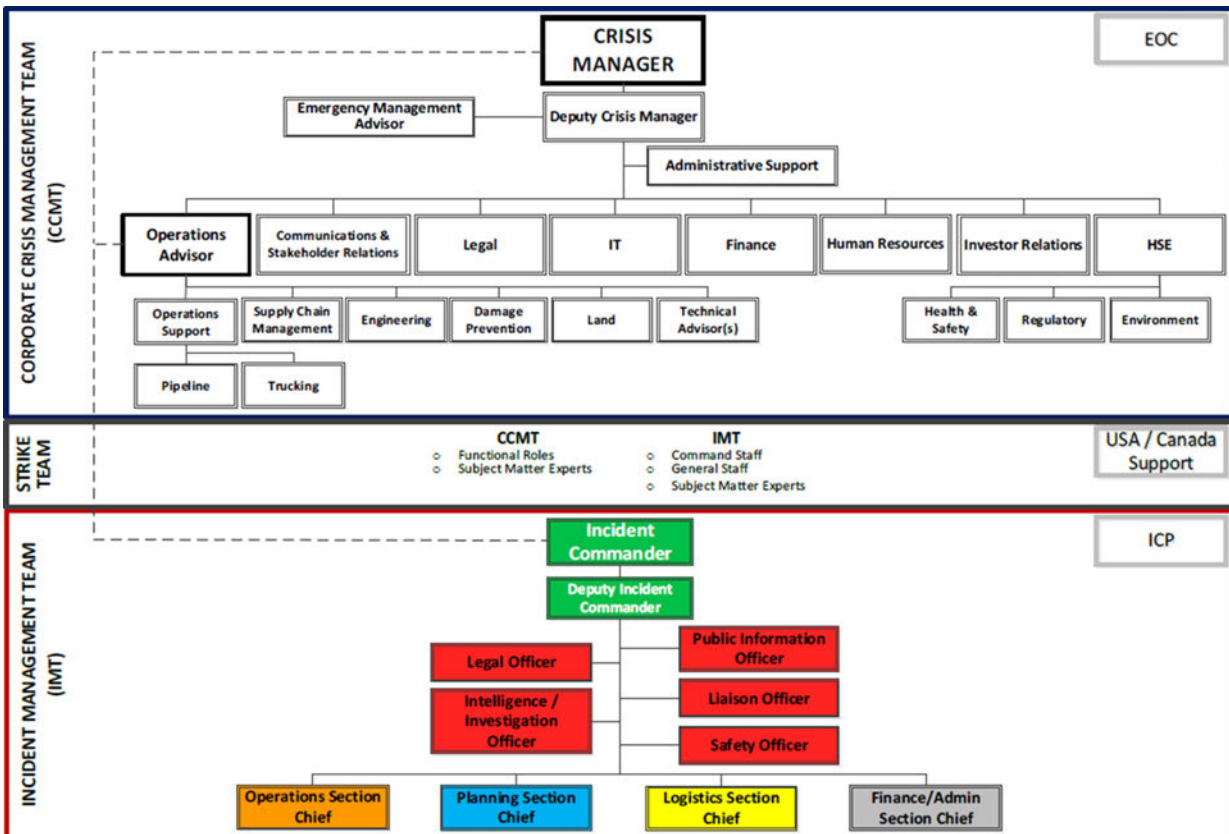 CRISIS
MANAGER
EOC
CORPORATE CRISIS MANAGEMENT TEAM
(CCMT)
Emergency Management
Advisor
Deputy Crisis Manager
Administrative Support
Operations
Advisor
Communications &
Stakeholder Relations
Legal
IT
Finance
Human Resources
Investor Relations
HSE
Operations
Support
Supply Chain
Management
Engineering
Damage
Prevention
Land
Technical
Advisor(s)
Health &
Safety
Regulatory
Environment
Pipeline
Trucking
STRIKE
TEAM
CCMT
o Functional Roles
o Subject Matter Experts
IMT
o Command Staff
o General Staff
o Subject Matter Experts
USA / Canada
Support
INCIDENT MANAGEMENT TEAM
(IMT)
Incident
Commander
ICP
Deputy Incident
Commander
Legal Officer
Public Information
Officer
Intelligence /
Investigation
Officer
Liaison Officer
Safety Officer
Operations Section
Chief
Planning Section
Chief
Logistics Section
Chief
Finance/Admin
Section Chief